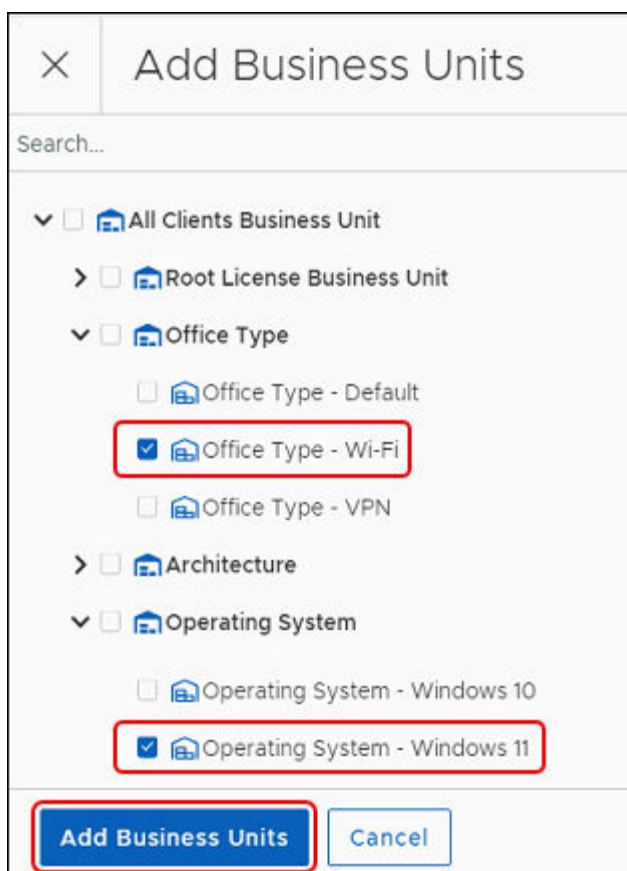 Add Business Units
Search...
All Clients Business Unit
Root License Business Unit
Office Type
Office Type - Default
Office Type - Wi-Fi
Office Type - VPN
Architecture
Operating System
Operating System - Windows 10
Operating System - Windows 11
Add Business Units Cancel